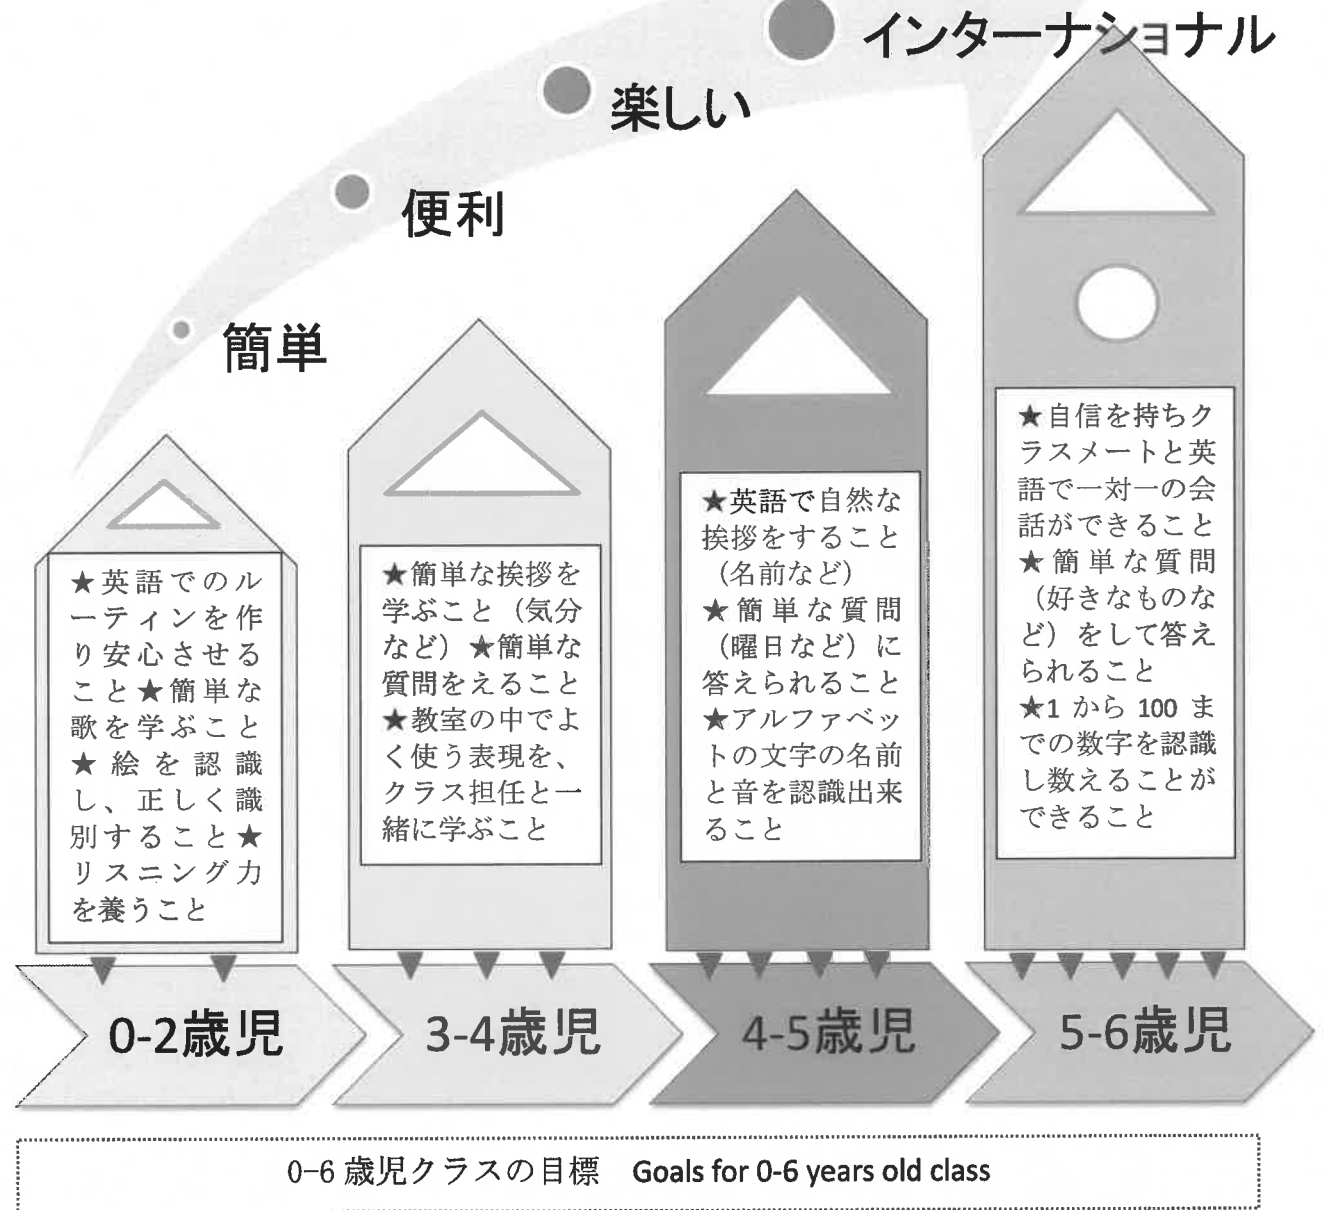 インターナショナル
楽しい
便利
簡単
★英語でのル
ーティンを作
り安心させる
こと★簡単な
歌を学ぶこと
★絵を認識
し、正しく識
別すること★
リスニング力
を養うこと
★簡単な挨拶を
学ぶこと（気分
など）★簡単な
質問をえること
★教室の中でよ
く使う表現を、
クラス担任と一
緒に学ぶこと
★英語で自然な
挨拶をすること
（名前など）
★簡単な質問
（曜日など）に
答えられること
★アルファベッ
トの文字の名前
と音を認識出来
ること
★自信を持ちク
ラスメートと英
語で一対一の会
話ができること
★簡単な質問
（好きなものな
ど）をして答え
られること
★1 から 100 ま
での数字を認識
し数えることが
できること
0-2歳児
3-4歳児
4-5歳児
5-6歳児
0-6 歳児クラスの目標 Goals for 0-6 years old class